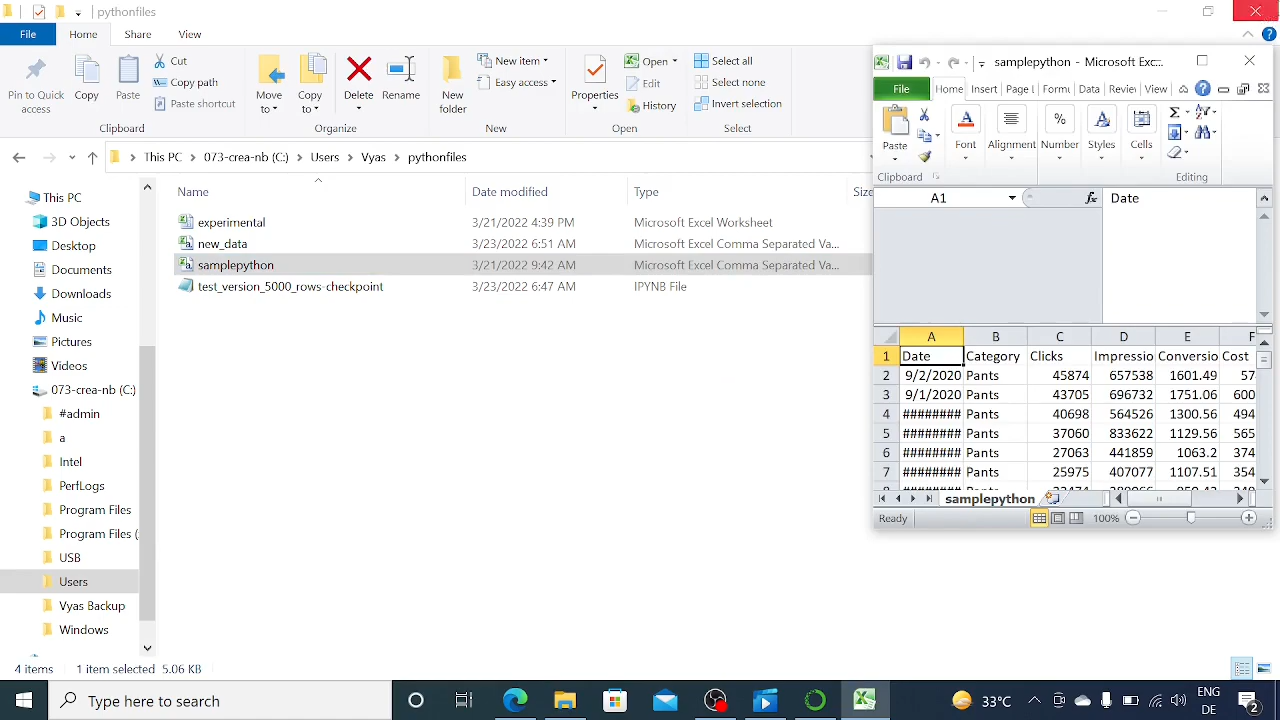 pythonfiles
File Home Share View
Pin to Quick access
Copy
Paste
Cut
Copy path
Paste shortcut
Clipboard
Move to
Copy to
Delete
Rename
Organize
New folder
New item
Easy access
New
Properties
Open
Edit
History
Open
Select all
Select none
Invert selection
Select
This PC > 073-crea-nb (C:) > Users > Vyas > pythonfiles
Name Date modified Type Size
experimental 3/21/2022 4:39 PM Microsoft Excel Worksheet
new_data 3/23/2022 6:51 AM Microsoft Excel Comma Separated Va...
samplepython 3/21/2022 9:42 AM Microsoft Excel Comma Separated Va...
test_version_5000_rows-checkpoint 3/23/2022 6:47 AM IPYNB File
This PC
3D Objects
Desktop
Documents
Downloads
Music
Pictures
Videos
073-crea-nb (C:)
#admin
a
Intel
PerfLogs
Program Files
Program Files (
USB
Users
Vyas Backup
Windows
4 items 1 item selected 5.06 KB
samplepython - Microsoft Exc...
File Home Insert Page L Formu Data Reviev View
Paste
Clipboard
Font
Alignment
Number
Styles
Cells
Editing
A1 fx Date
A B C D E F
1 Date Category Clicks Impressio Conversio Cost
2 9/2/2020 Pants 45874 657538 1601.49 57
3 9/1/2020 Pants 43705 696732 1751.06 600
4 ######## Pants 40698 564526 1300.56 494
5 ######## Pants 37060 833622 1129.56 565
6 ######## Pants 27063 441859 1063.2 374
7 ######## Pants 25975 407077 1107.51 354
samplepython
Ready 100%
Type here to search
33°C
ENG
DE
2